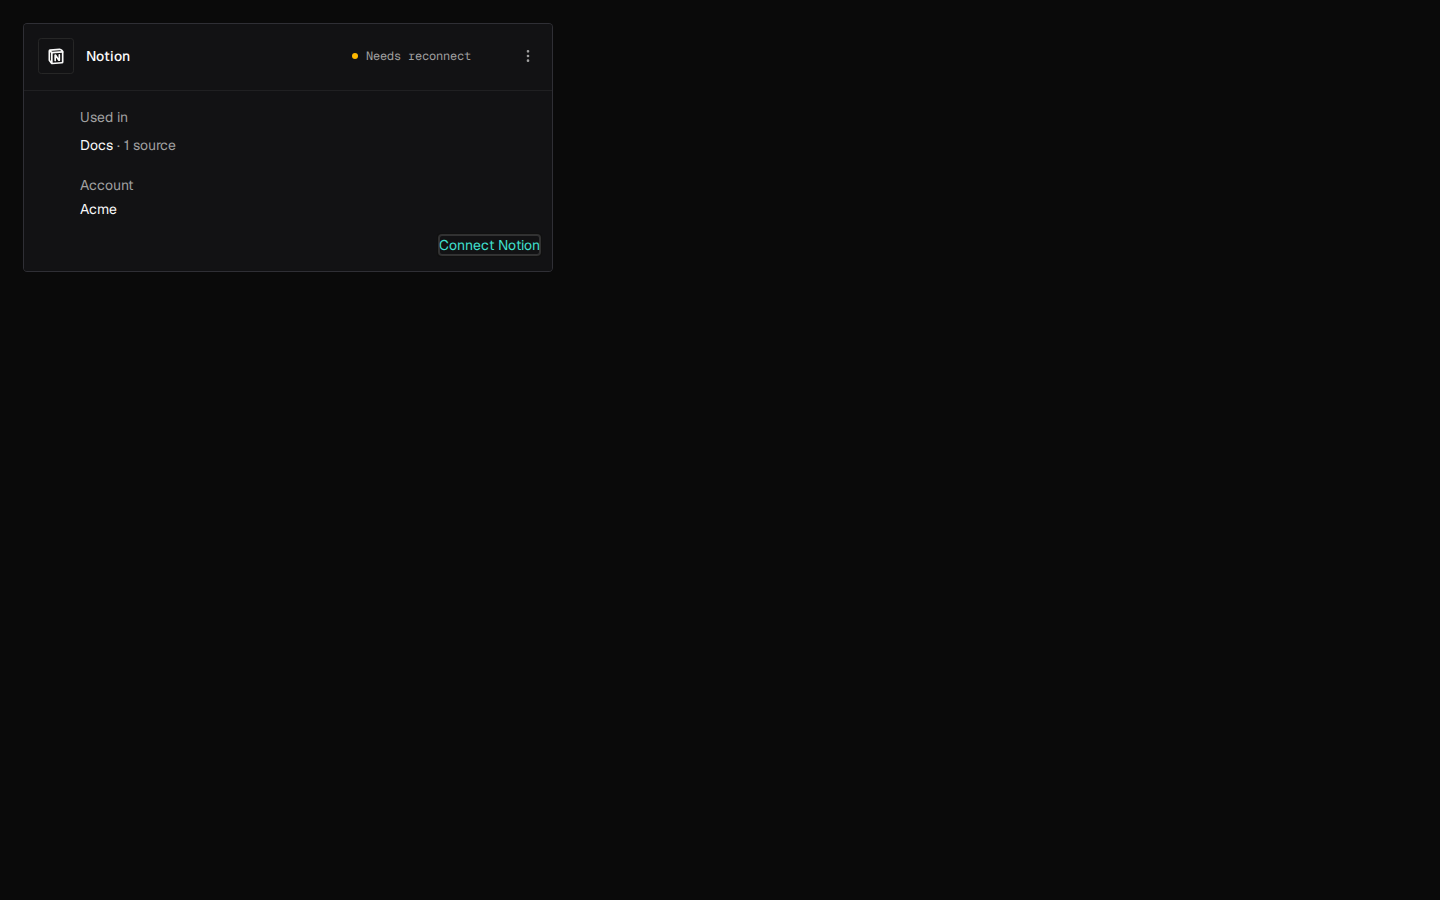 Notion
Needs reconnect
Used in
Docs · 1 source
Account
Acme
Connect Notion